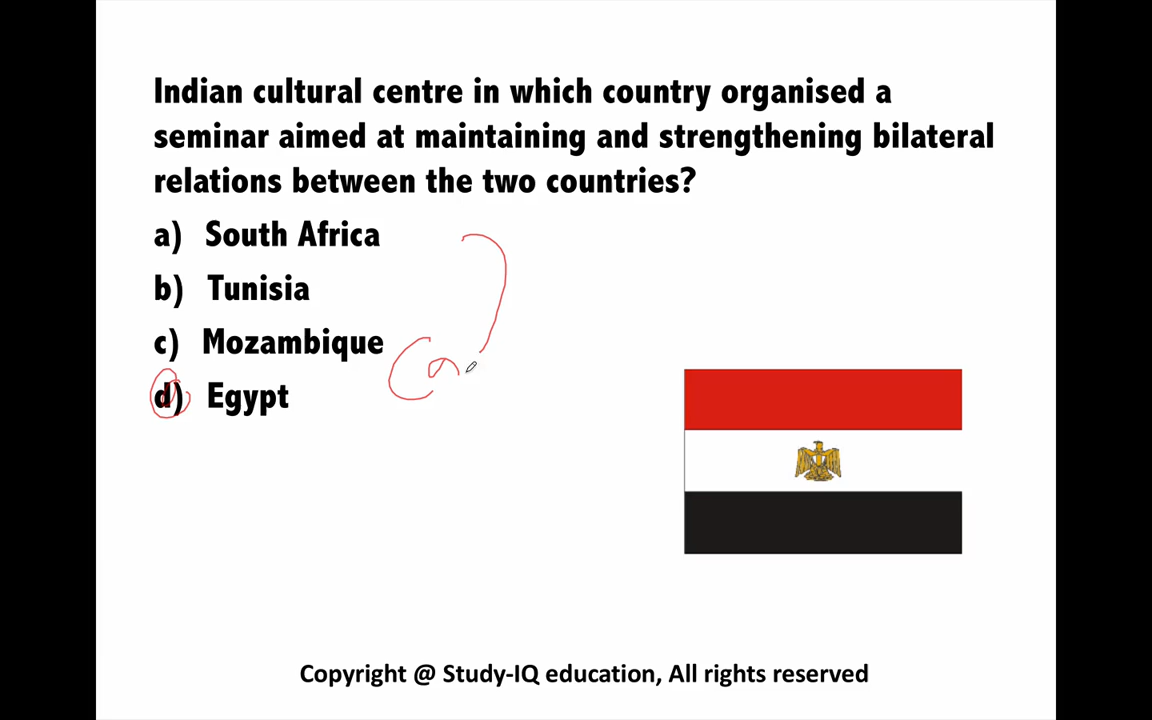 Indian cultural centre in which country organised a
seminar aimed at maintaining and strengthening bilateral
relations between the two countries?
a) South Africa
b) Tunisia
c) Mozambique
d) Egypt
Copyright @ Study-IQ education, All rights reserved